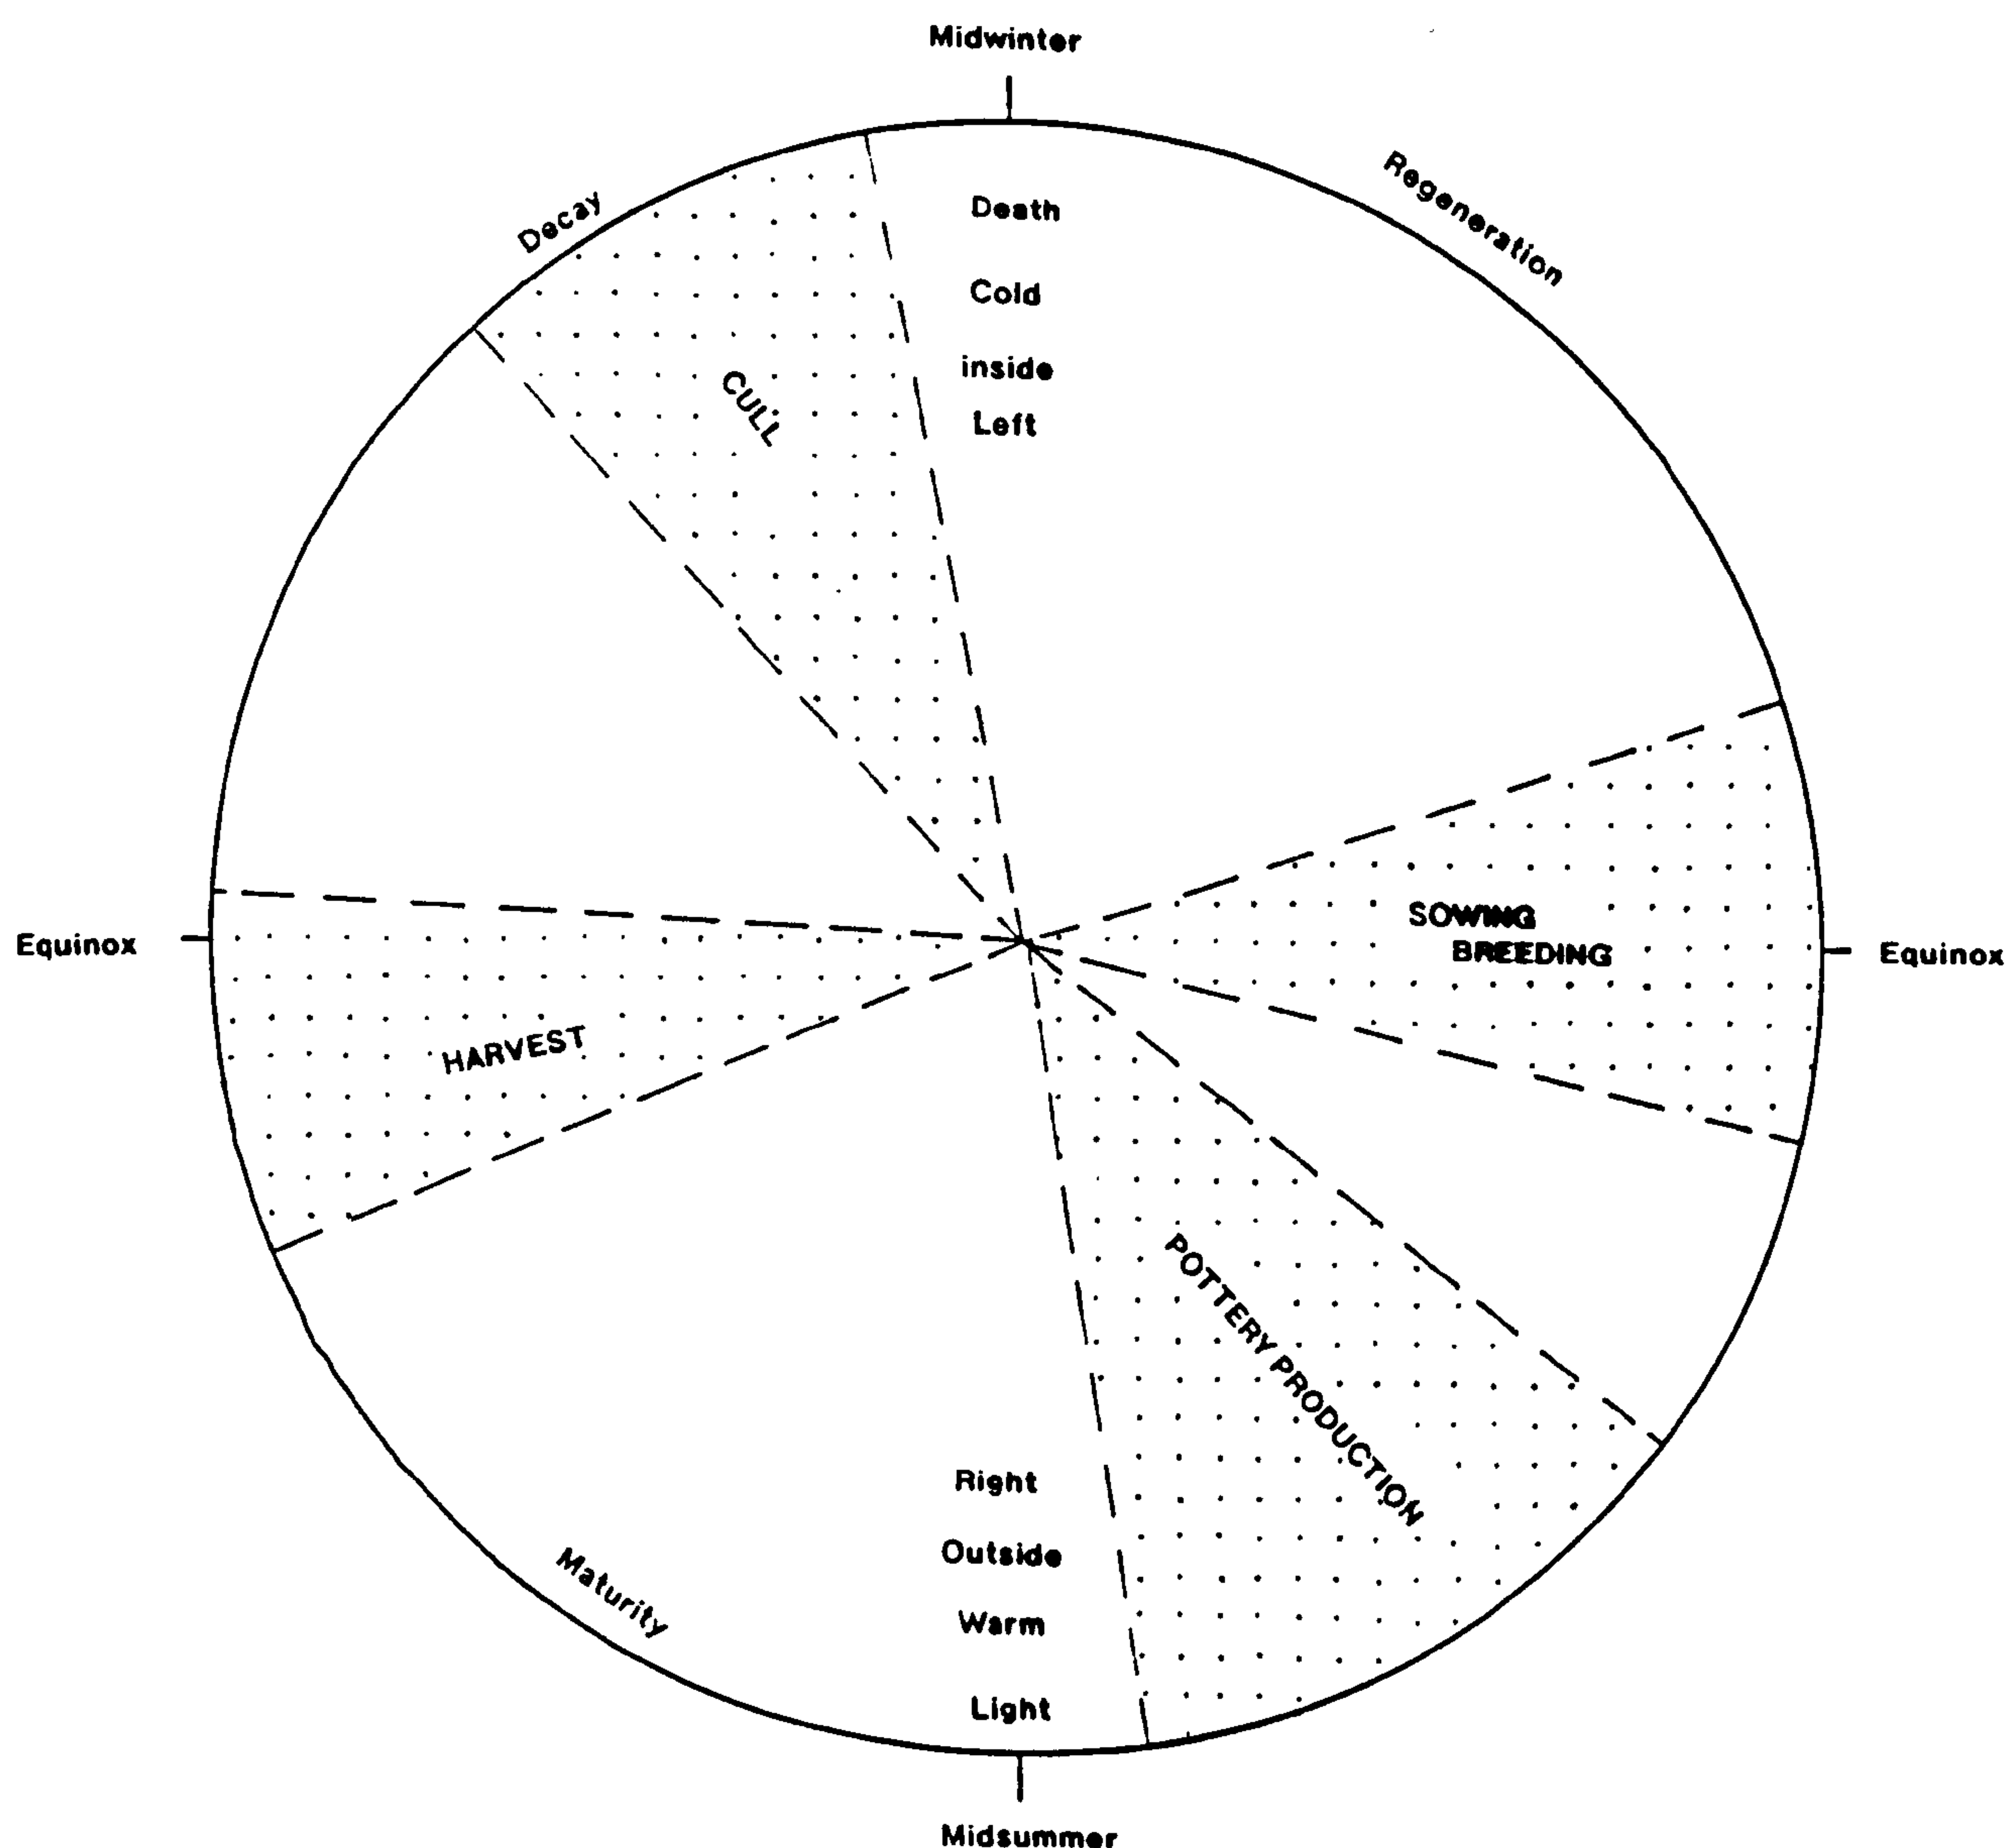 Midwinter
Regeneration
Decay
Death
Cold
inside
Left
CULL
SOWING
BREEDING
Equinox
Equinox
HARVEST
POTTERY PRODUCTION
Right
Outside
Warm
Light
Maturity
Midsummer